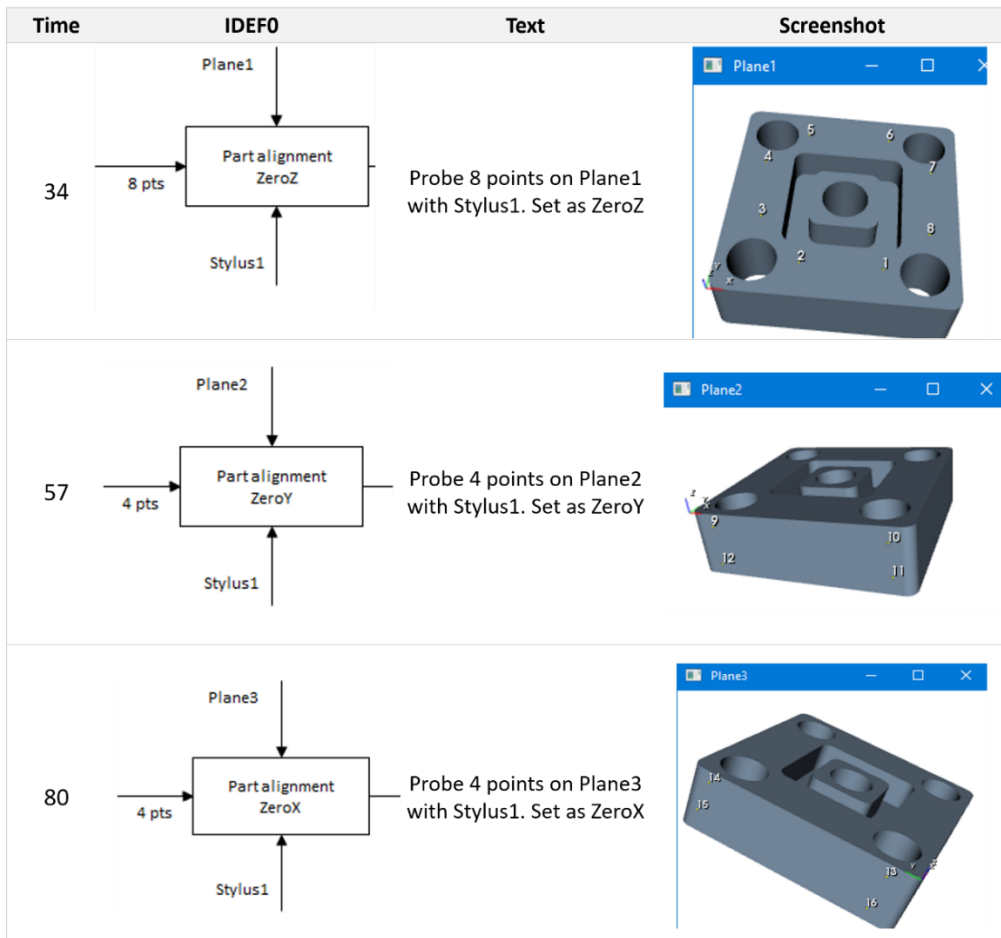 Time IDEF0 Text Screenshot
34
Plane1
8 pts
Part alignment
ZeroZ
Stylus1
Probe 8 points on Plane1
with Stylus1. Set as ZeroZ
Plane1
5 6
4 7
3 8
2 1
Z Y X
57
Plane2
4 pts
Part alignment
ZeroY
Stylus1
Probe 4 points on Plane2
with Stylus1. Set as ZeroY
Plane2
Z Y X
9 10
12 11
80
Plane3
4 pts
Part alignment
ZeroX
Stylus1
Probe 4 points on Plane3
with Stylus1. Set as ZeroX
Plane3
14
15
13 Y
16